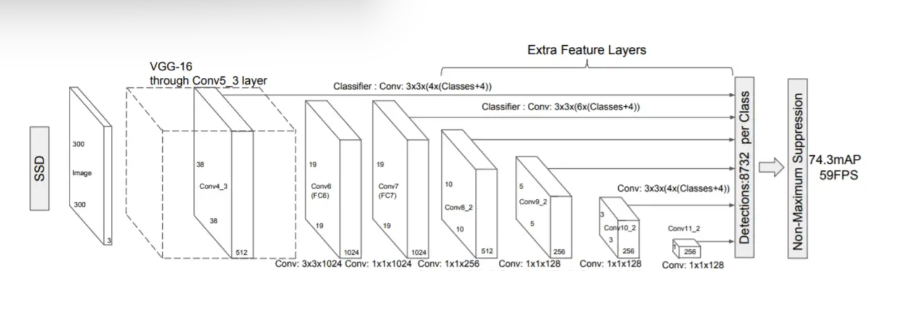 Extra Feature Layers
VGG-16
through Conv5_3 layer
Classifier : Conv: 3x3x(4x(Classes+4))
Classifier : Conv: 3x3x(6x(Classes+4))
SSD
300
Image
300
3
38
Conv4_3
38
512
19
Conv6
(FC6)
19
1024
19
Conv7
(FC7)
19
1024
10
Conv8_2
10
512
5
Conv9_2
5
256
Conv: 3x3x(4x(Classes+4))
3
Conv10_2
3
256
Conv11_2
256
Conv: 3x3x1024
Conv: 1x1x1024
Conv: 1x1x256
Conv: 1x1x128
Conv: 1x1x128
Conv: 1x1x128
Detections:8732 per Class
Non-Maximum Suppression
74.3mAP
59FPS